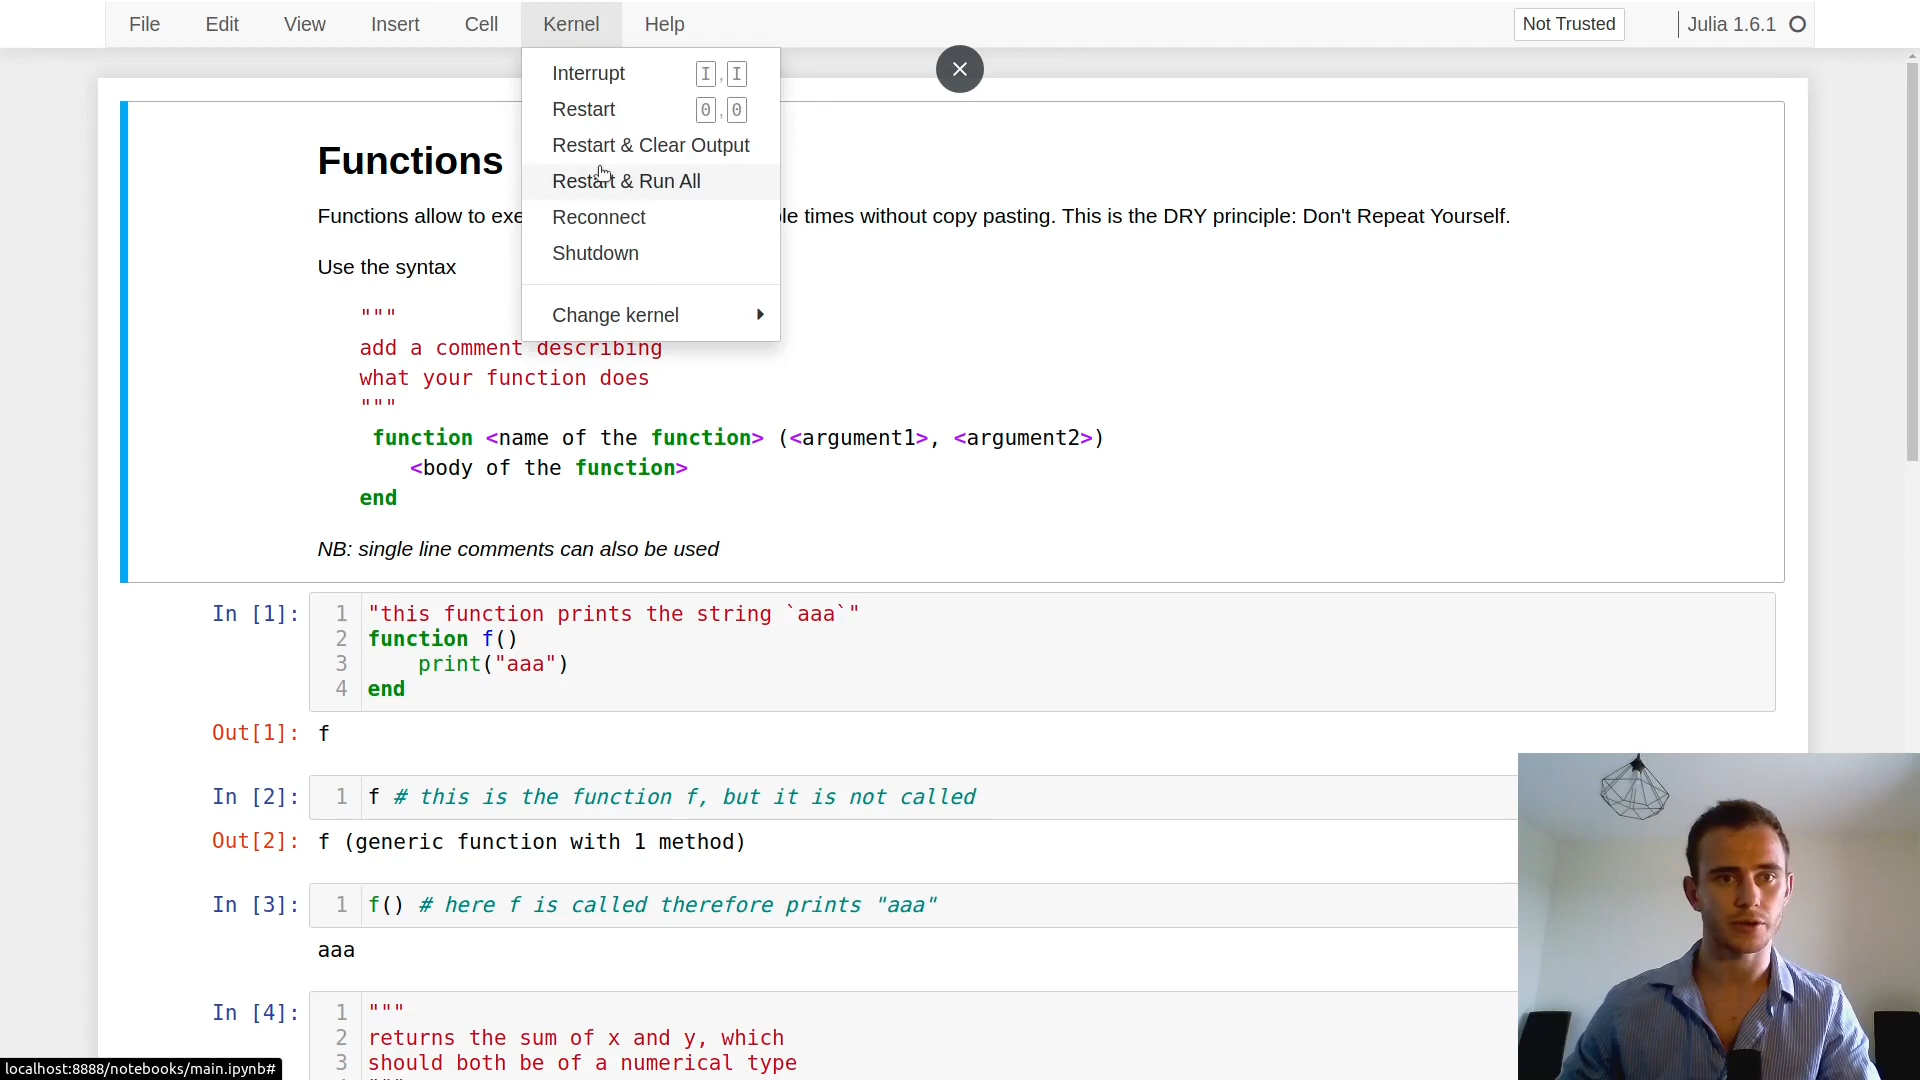 File Edit View Insert Cell Kernel Help Not Trusted Julia 1.6.1
Interrupt I , I
Restart 0 , 0
Restart & Clear Output
Restart & Run All
Reconnect
Shutdown
Change kernel
Functions
Functions allow to exe le times without copy pasting. This is the DRY principle: Don't Repeat Yourself.
Use the syntax
"""
add a comment describing
what your function does
"""
function <name of the function> (<argument1>, <argument2>)
<body of the function>
end
NB: single line comments can also be used
In [1]: 1 "this function prints the string `aaa`"
2 function f()
3 print("aaa")
4 end
Out[1]: f
In [2]: 1 f # this is the function f, but it is not called
Out[2]: f (generic function with 1 method)
In [3]: 1 f() # here f is called therefore prints "aaa"
aaa
In [4]: 1 """
2 returns the sum of x and y, which
3 should both be of a numerical type
localhost:8888/notebooks/main.ipynb#